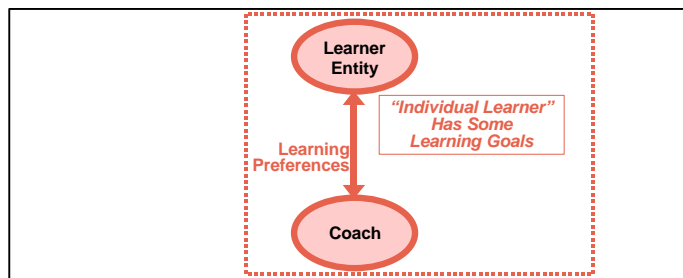 Learner
Entity
“Individual Learner”
Has Some
Learning Goals
Learning
Preferences
Coach